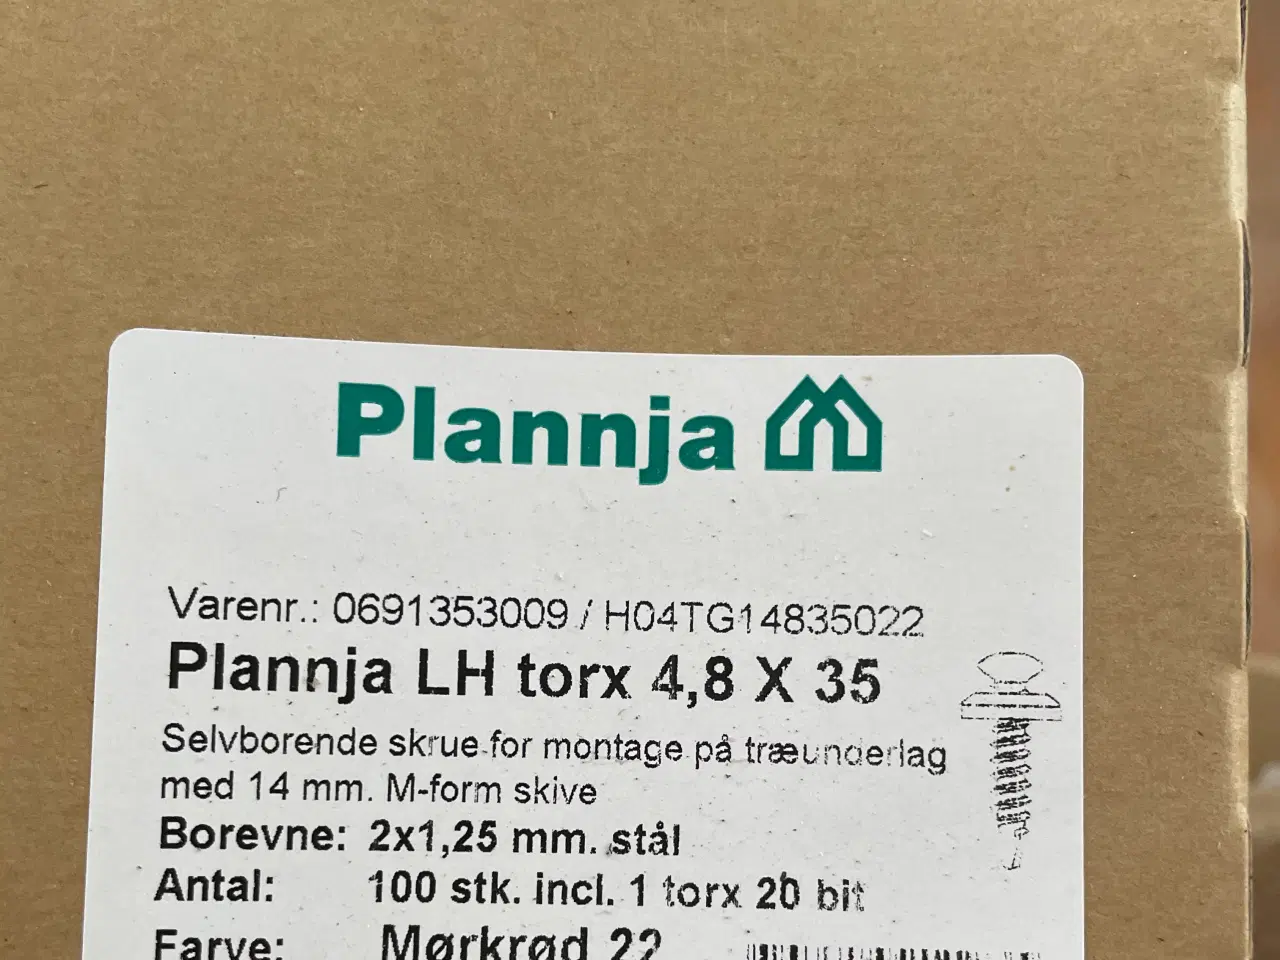 Plannja
Varenr.: 0691353009 / H04TG14835022
Plannja LH torx 4,8 X 35
Selvborende skrue for montage på træunderlag
med 14 mm. M-form skive
Borevne: 2x1,25 mm. stål
Antal: 100 stk. incl. 1 torx 20 bit
Farve: Mørkrød 22